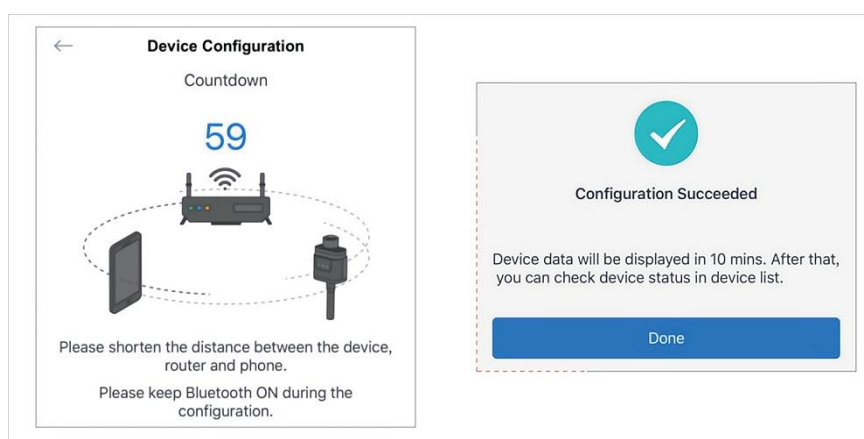 Device Configuration
Countdown
59
Please shorten the distance between the device,
router and phone.
Please keep Bluetooth ON during the
configuration.
Configuration Succeeded
Device data will be displayed in 10 mins. After that,
you can check device status in device list.
Done